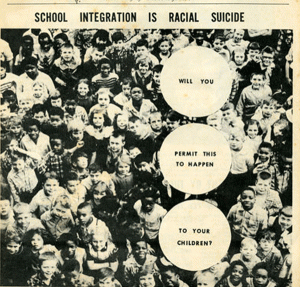 SCHOOL INTEGRATION IS RACIAL SUICIDE
WILL YOU
PERMIT THIS
TO HAPPEN
TO YOUR
CHILDREN?